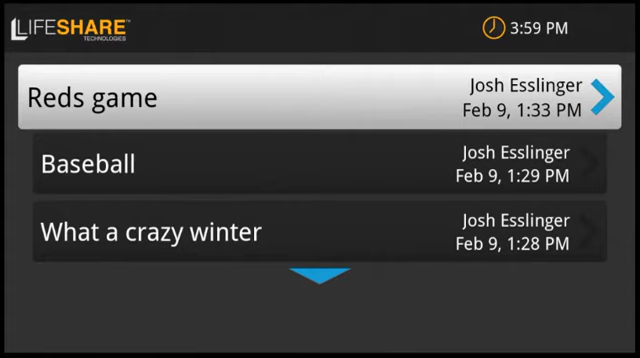 LIFESHARE™
TECHNOLOGIES
3:59 PM
Reds game
Josh Esslinger
Feb 9, 1:33 PM
Baseball
Josh Esslinger
Feb 9, 1:29 PM
What a crazy winter
Josh Esslinger
Feb 9, 1:28 PM